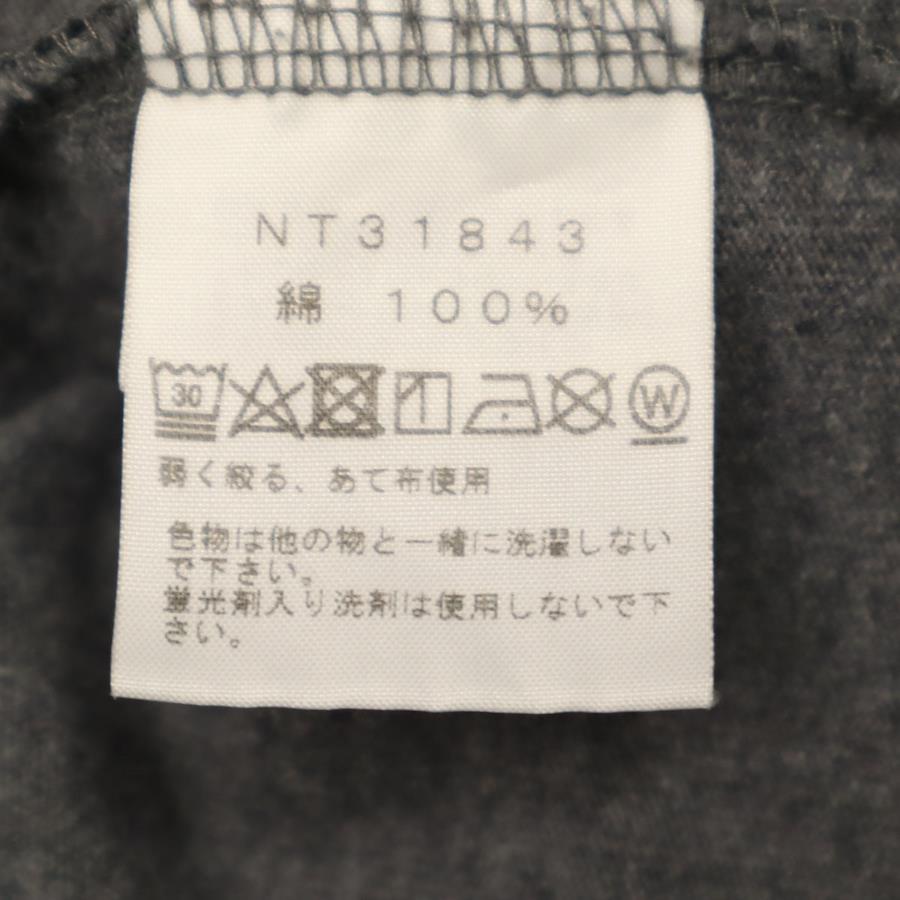 NT31843
綿 100%
30
W
弱く絞る、あて布使用
色物は他の物と一緒に洗濯しない
で下さい。
蛍光剤入り洗剤は使用しないで下
さい。